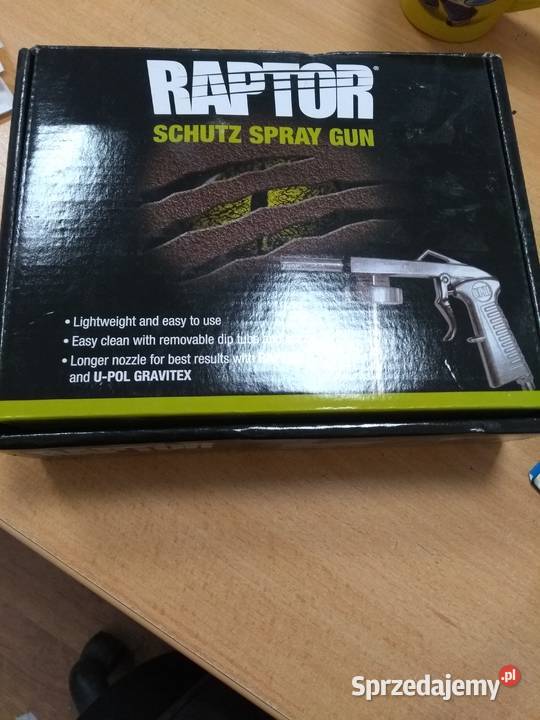 RAPTOR®
SCHUTZ SPRAY GUN
• Lightweight and easy to use
• Easy clean with removable dip tube
• Longer nozzle for best results with
and U-POL GRAVITEX
Sprzedajemy.pl